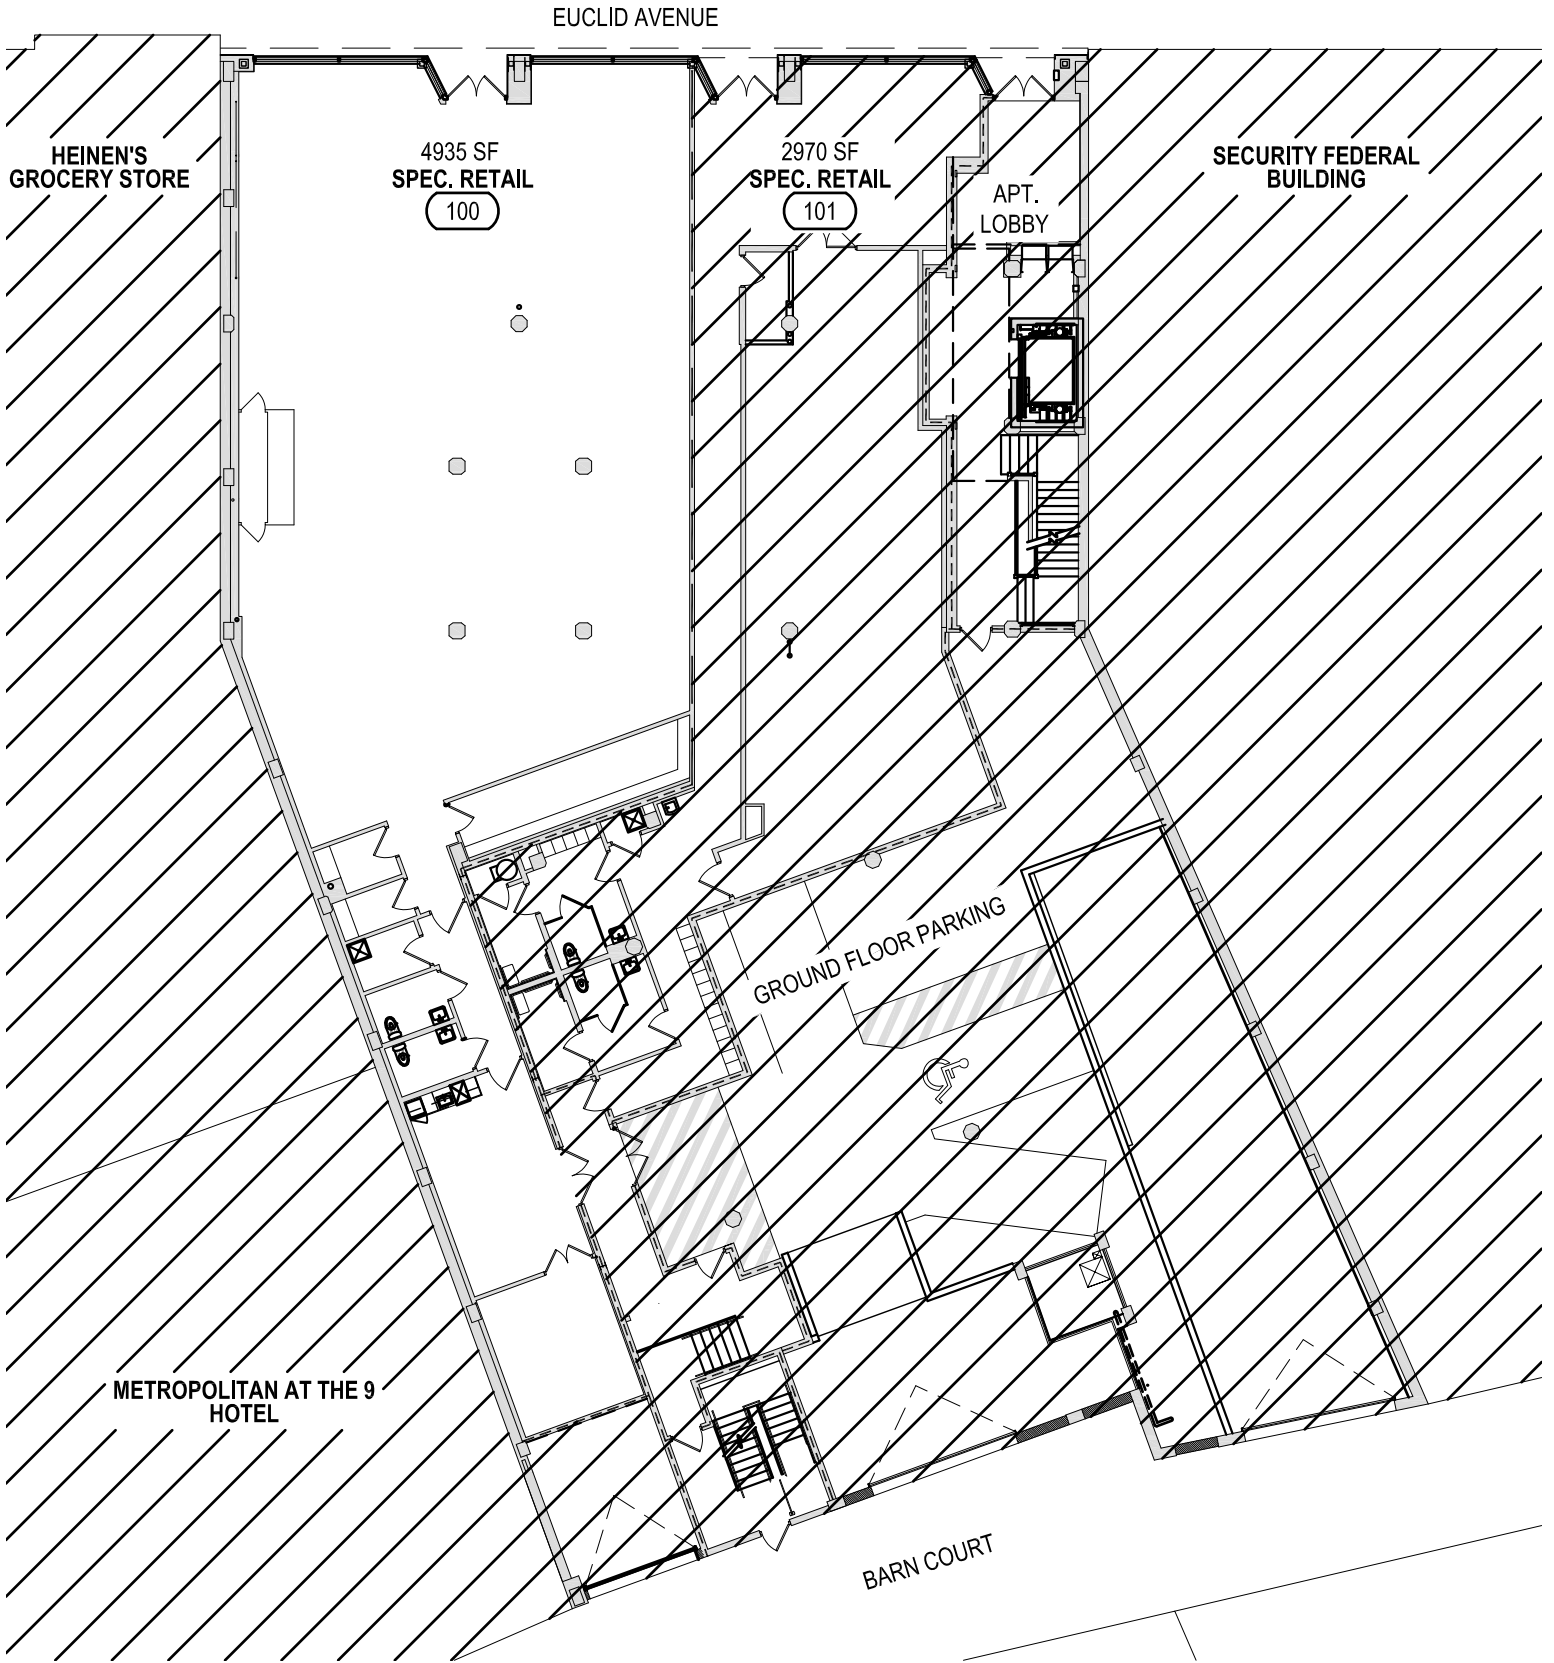 EUCLID AVENUE
HEINEN'S
GROCERY STORE
4935 SF
SPEC. RETAIL
100
2970 SF
SPEC. RETAIL
101
APT.
LOBBY
SECURITY FEDERAL
BUILDING
GROUND FLOOR PARKING
METROPOLITAN AT THE 9
HOTEL
BARN COURT